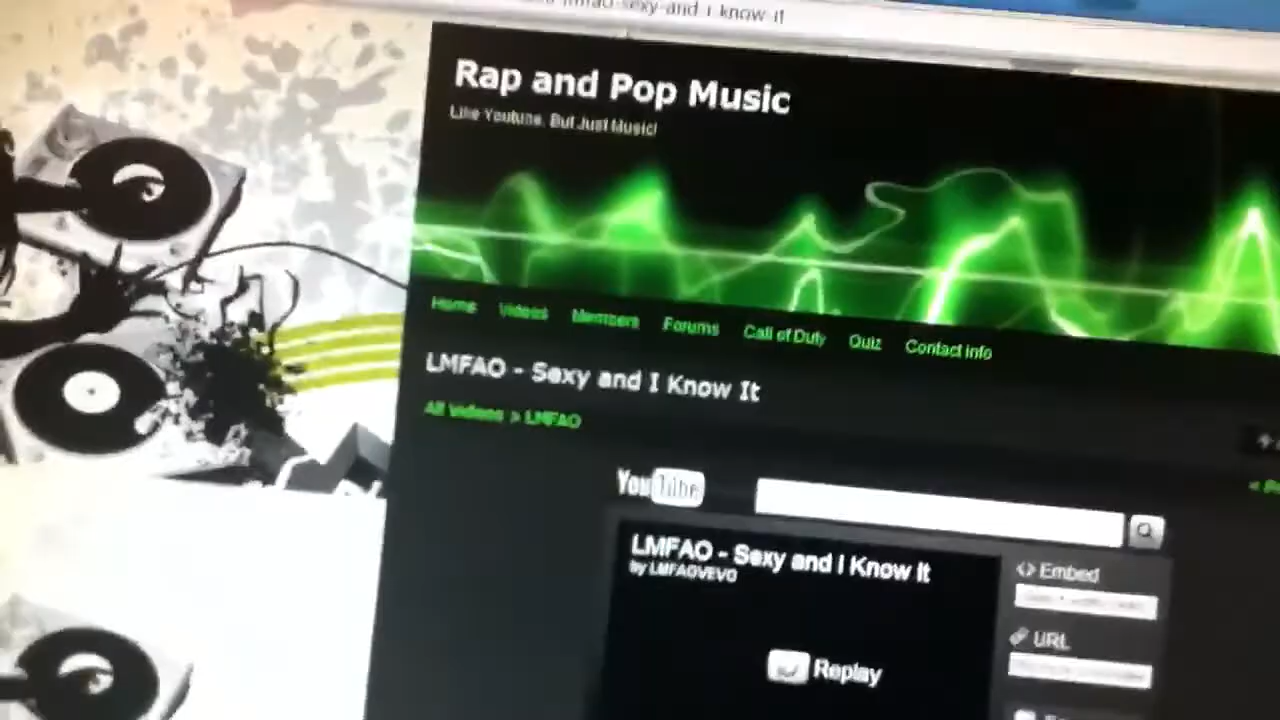 lmfao-sexy-and i know it
Rap and Pop Music
Like Youtube, But Just Music!
Home Videos Members Forums Call of Duty Quiz Contact info
LMFAO - Sexy and I Know It
All Videos > LMFAO
YouTube
LMFAO - Sexy and I Know It
by LMFAOVEVO
<> Embed
URL
Replay